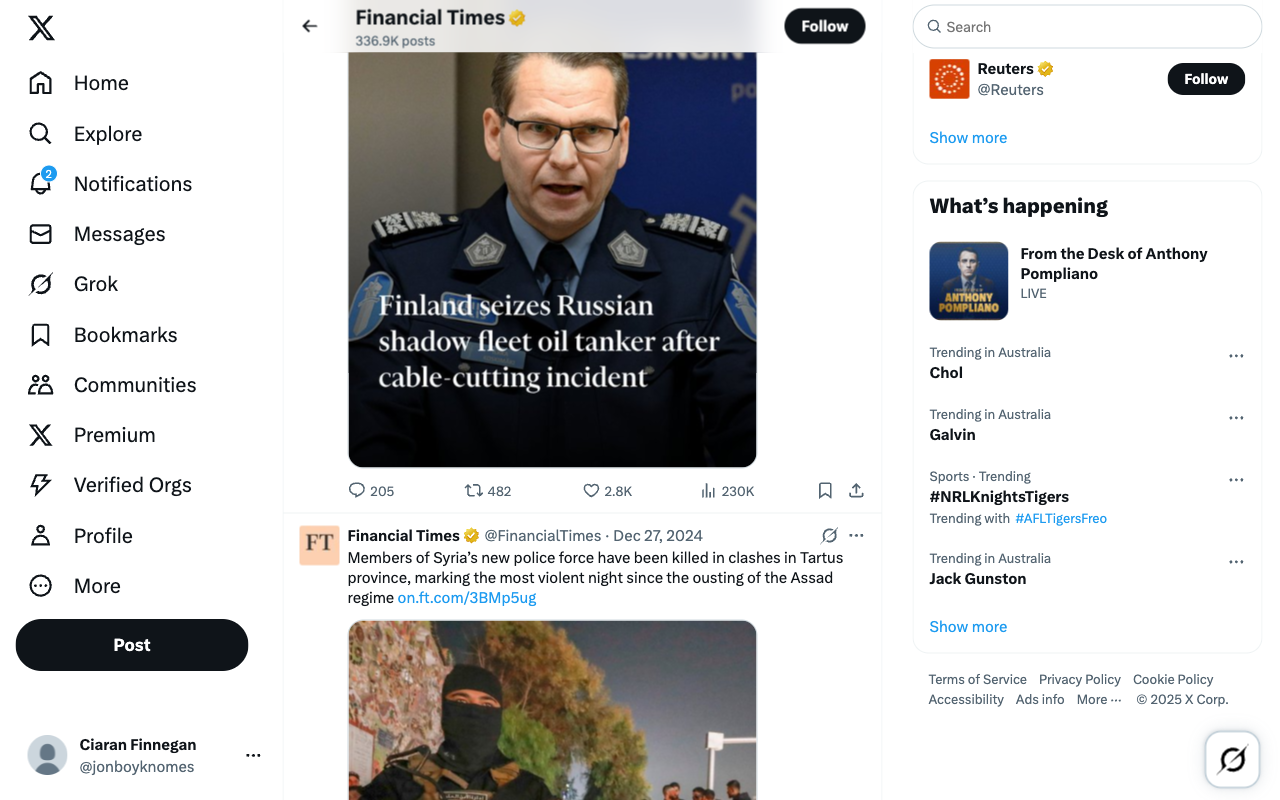 Home
Explore
2
Notifications
Messages
Grok
Bookmarks
Communities
Premium
Verified Orgs
Profile
More
Post
Ciaran Finnegan
@jonboyknomes
Financial Times
336.9K posts
Follow
Finland seizes Russian
shadow fleet oil tanker after
cable-cutting incident
205
482
2.8K
230K
FT
Financial Times @FinancialTimes · Dec 27, 2024
Members of Syria's new police force have been killed in clashes in Tartus
province, marking the most violent night since the ousting of the Assad
regime on.ft.com/3BMp5ug
Search
Reuters
@Reuters
Follow
Show more
What's happening
ANTHONY
POMPLIANO
From the Desk of Anthony
Pompliano
LIVE
Trending in Australia
Chol
Trending in Australia
Galvin
Sports · Trending
#NRLKnightsTigers
Trending with #AFLTigersFreo
Trending in Australia
Jack Gunston
Show more
Terms of Service Privacy Policy Cookie Policy
Accessibility Ads info More ··· © 2025 X Corp.